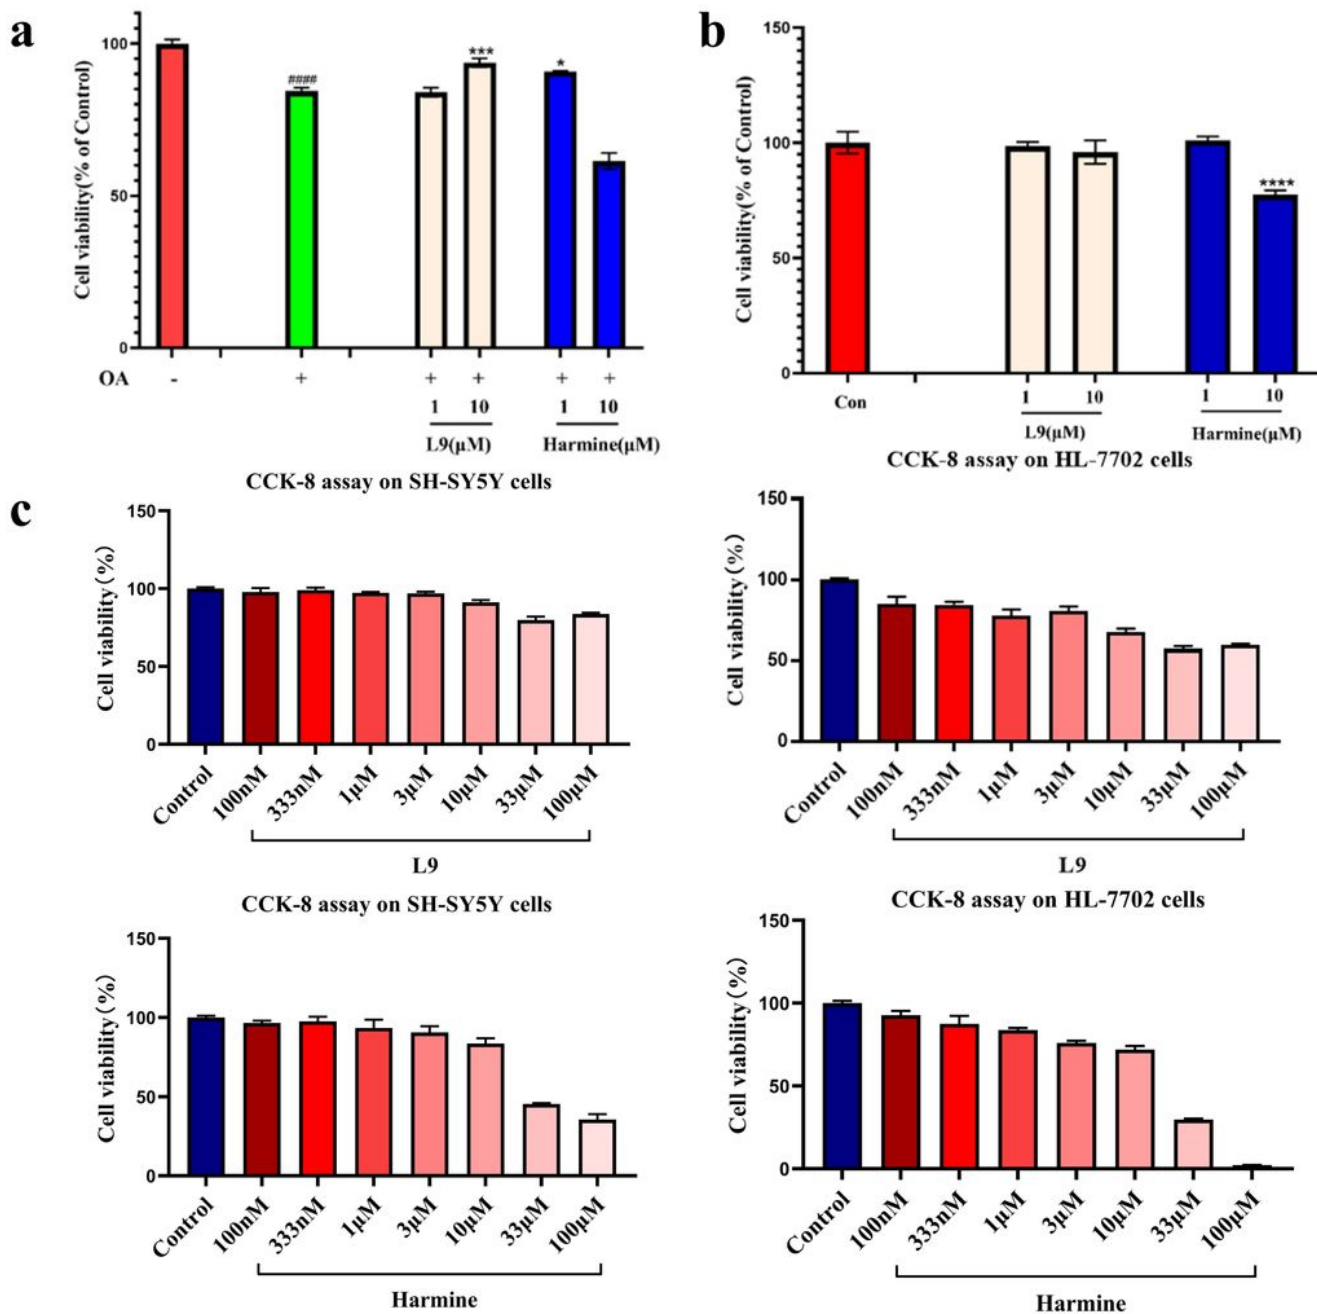 a
Cell viability(% of Control)
100
50
0
####
***
*
OA - + + + + +
1 10 1 10
L9(μM) Harmine(μM)
b
Cell viability(% of Control)
150
100
50
0
****
Con 1 10 1 10
L9(μM) Harmine(μM)
c
CCK-8 assay on SH-SY5Y cells
Cell viability(%)
150
100
50
0
Control 100nM 333nM 1μM 3μM 10μM 33μM 100μM
L9
CCK-8 assay on HL-7702 cells
Cell viability(%)
150
100
50
0
Control 100nM 333nM 1μM 3μM 10μM 33μM 100μM
L9
CCK-8 assay on SH-SY5Y cells
Cell viability(%)
150
100
50
0
Control 100nM 333nM 1μM 3μM 10μM 33μM 100μM
Harmine
CCK-8 assay on HL-7702 cells
Cell viability(%)
150
100
50
0
Control 100nM 333nM 1μM 3μM 10μM 33μM 100μM
Harmine